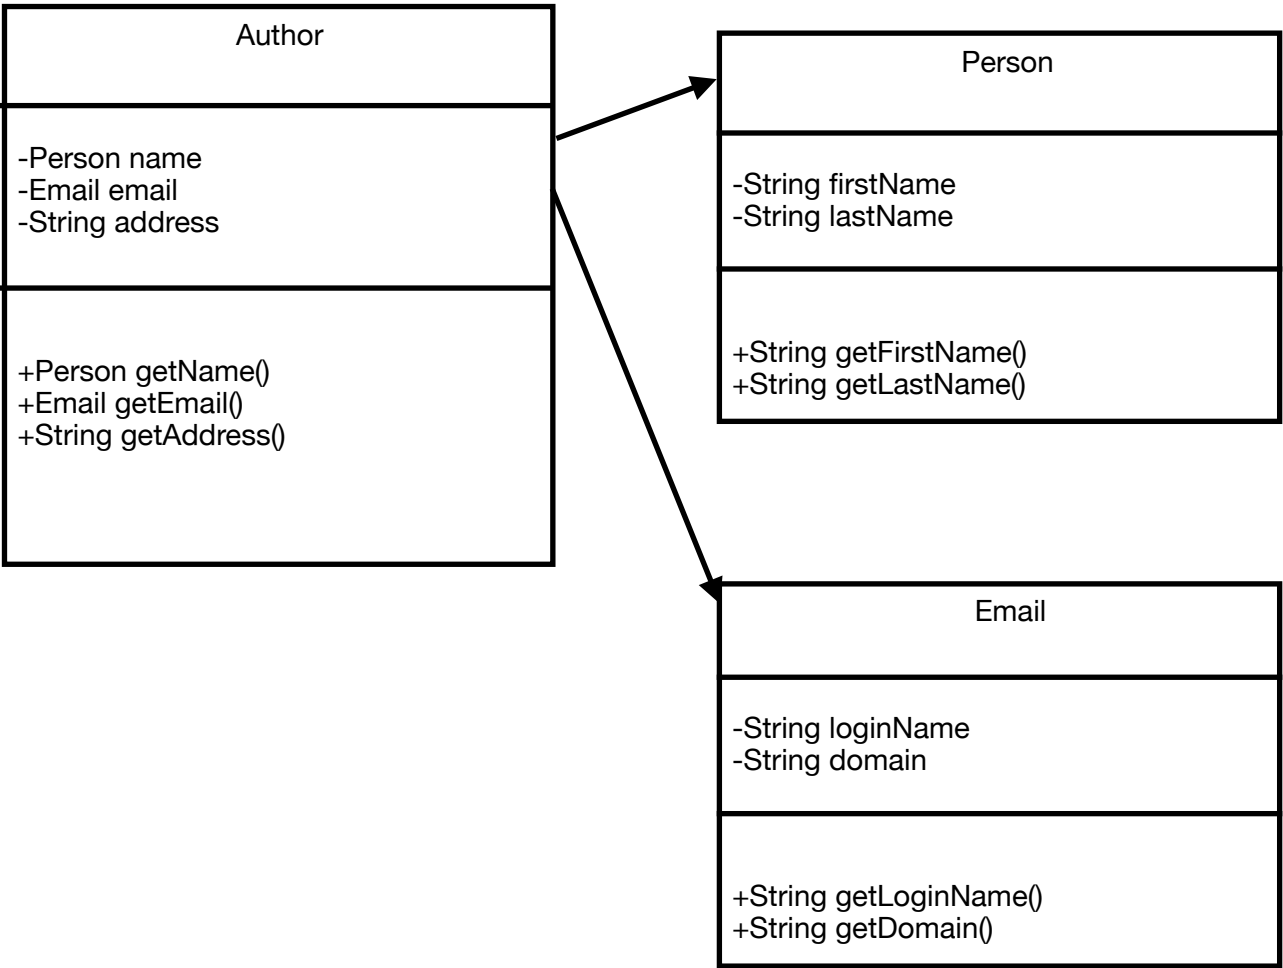 Author
-Person name
-Email email
-String address
+Person getName()
+Email getEmail()
+String getAddress()
Person
-String firstName
-String lastName
+String getFirstName()
+String getLastName()
Email
-String loginName
-String domain
+String getLoginName()
+String getDomain()